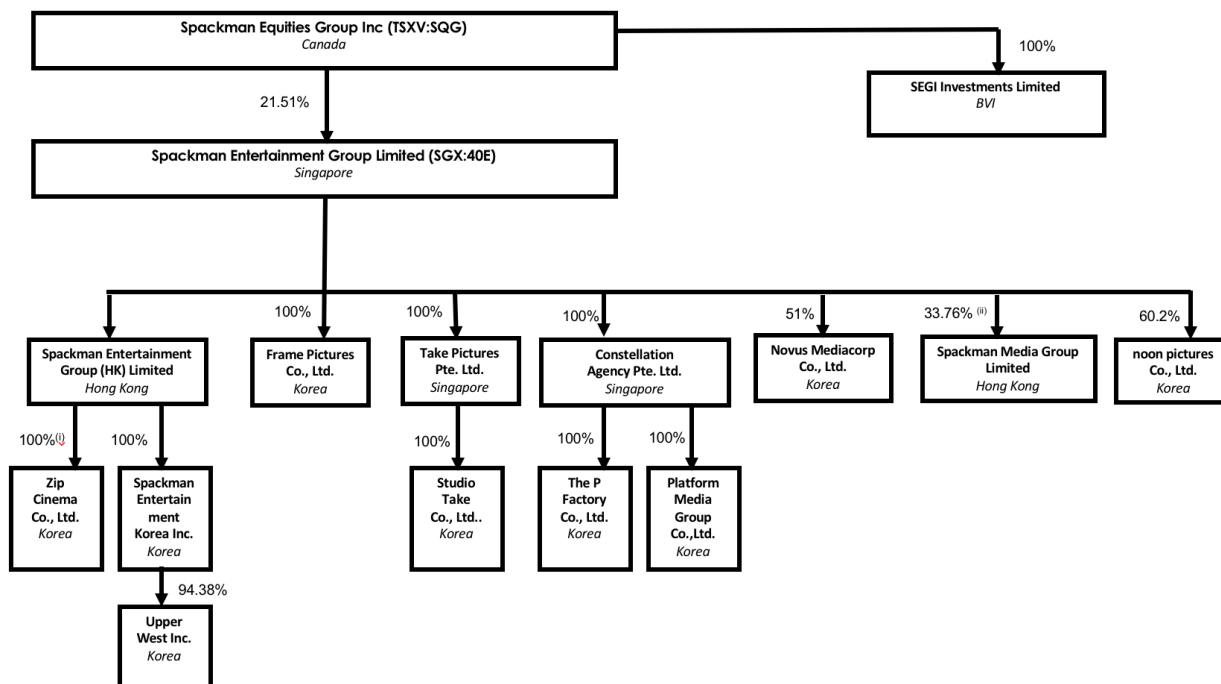 Spackman Equities Group Inc (TSXV:SQG)
Canada
100%
SEGI Investments Limited
BVI
21.51%
Spackman Entertainment Group Limited (SGX:40E)
Singapore
100%
100%
100%
51%
33.76% (ii)
60.2%
Spackman Entertainment
Group (HK) Limited
Hong Kong
Frame Pictures
Co., Ltd.
Korea
Take Pictures
Pte. Ltd.
Singapore
Constellation
Agency Pte. Ltd.
Singapore
Novus Mediacorp
Co., Ltd.
Korea
Spackman Media Group
Limited
Hong Kong
noon pictures
Co., Ltd.
Korea
100%(i)
100%
100%
100%
100%
Zip
Cinema
Co., Ltd.
Korea
Spackman
Entertain
ment
Korea Inc.
Korea
Studio
Take
Co., Ltd..
Korea
The P
Factory
Co., Ltd.
Korea
Platform
Media
Group
Co.,Ltd.
Korea
94.38%
Upper
West Inc.
Korea